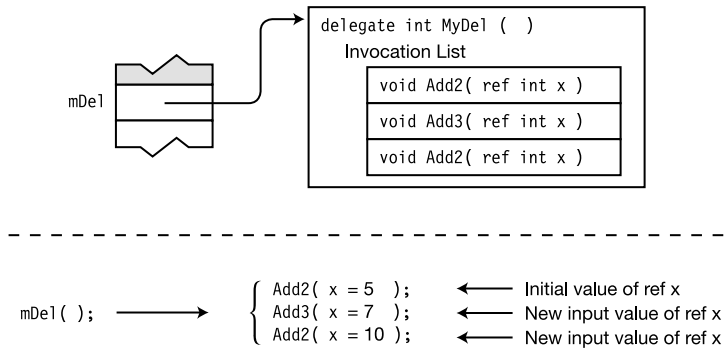 delegate int MyDel ( )
Invocation List
mDel
void Add2( ref int x )
void Add3( ref int x )
void Add2( ref int x )
mDel( );
Add2( x = 5 ); Initial value of ref x
Add3( x = 7 ); New input value of ref x
Add2( x = 10 ); New input value of ref x